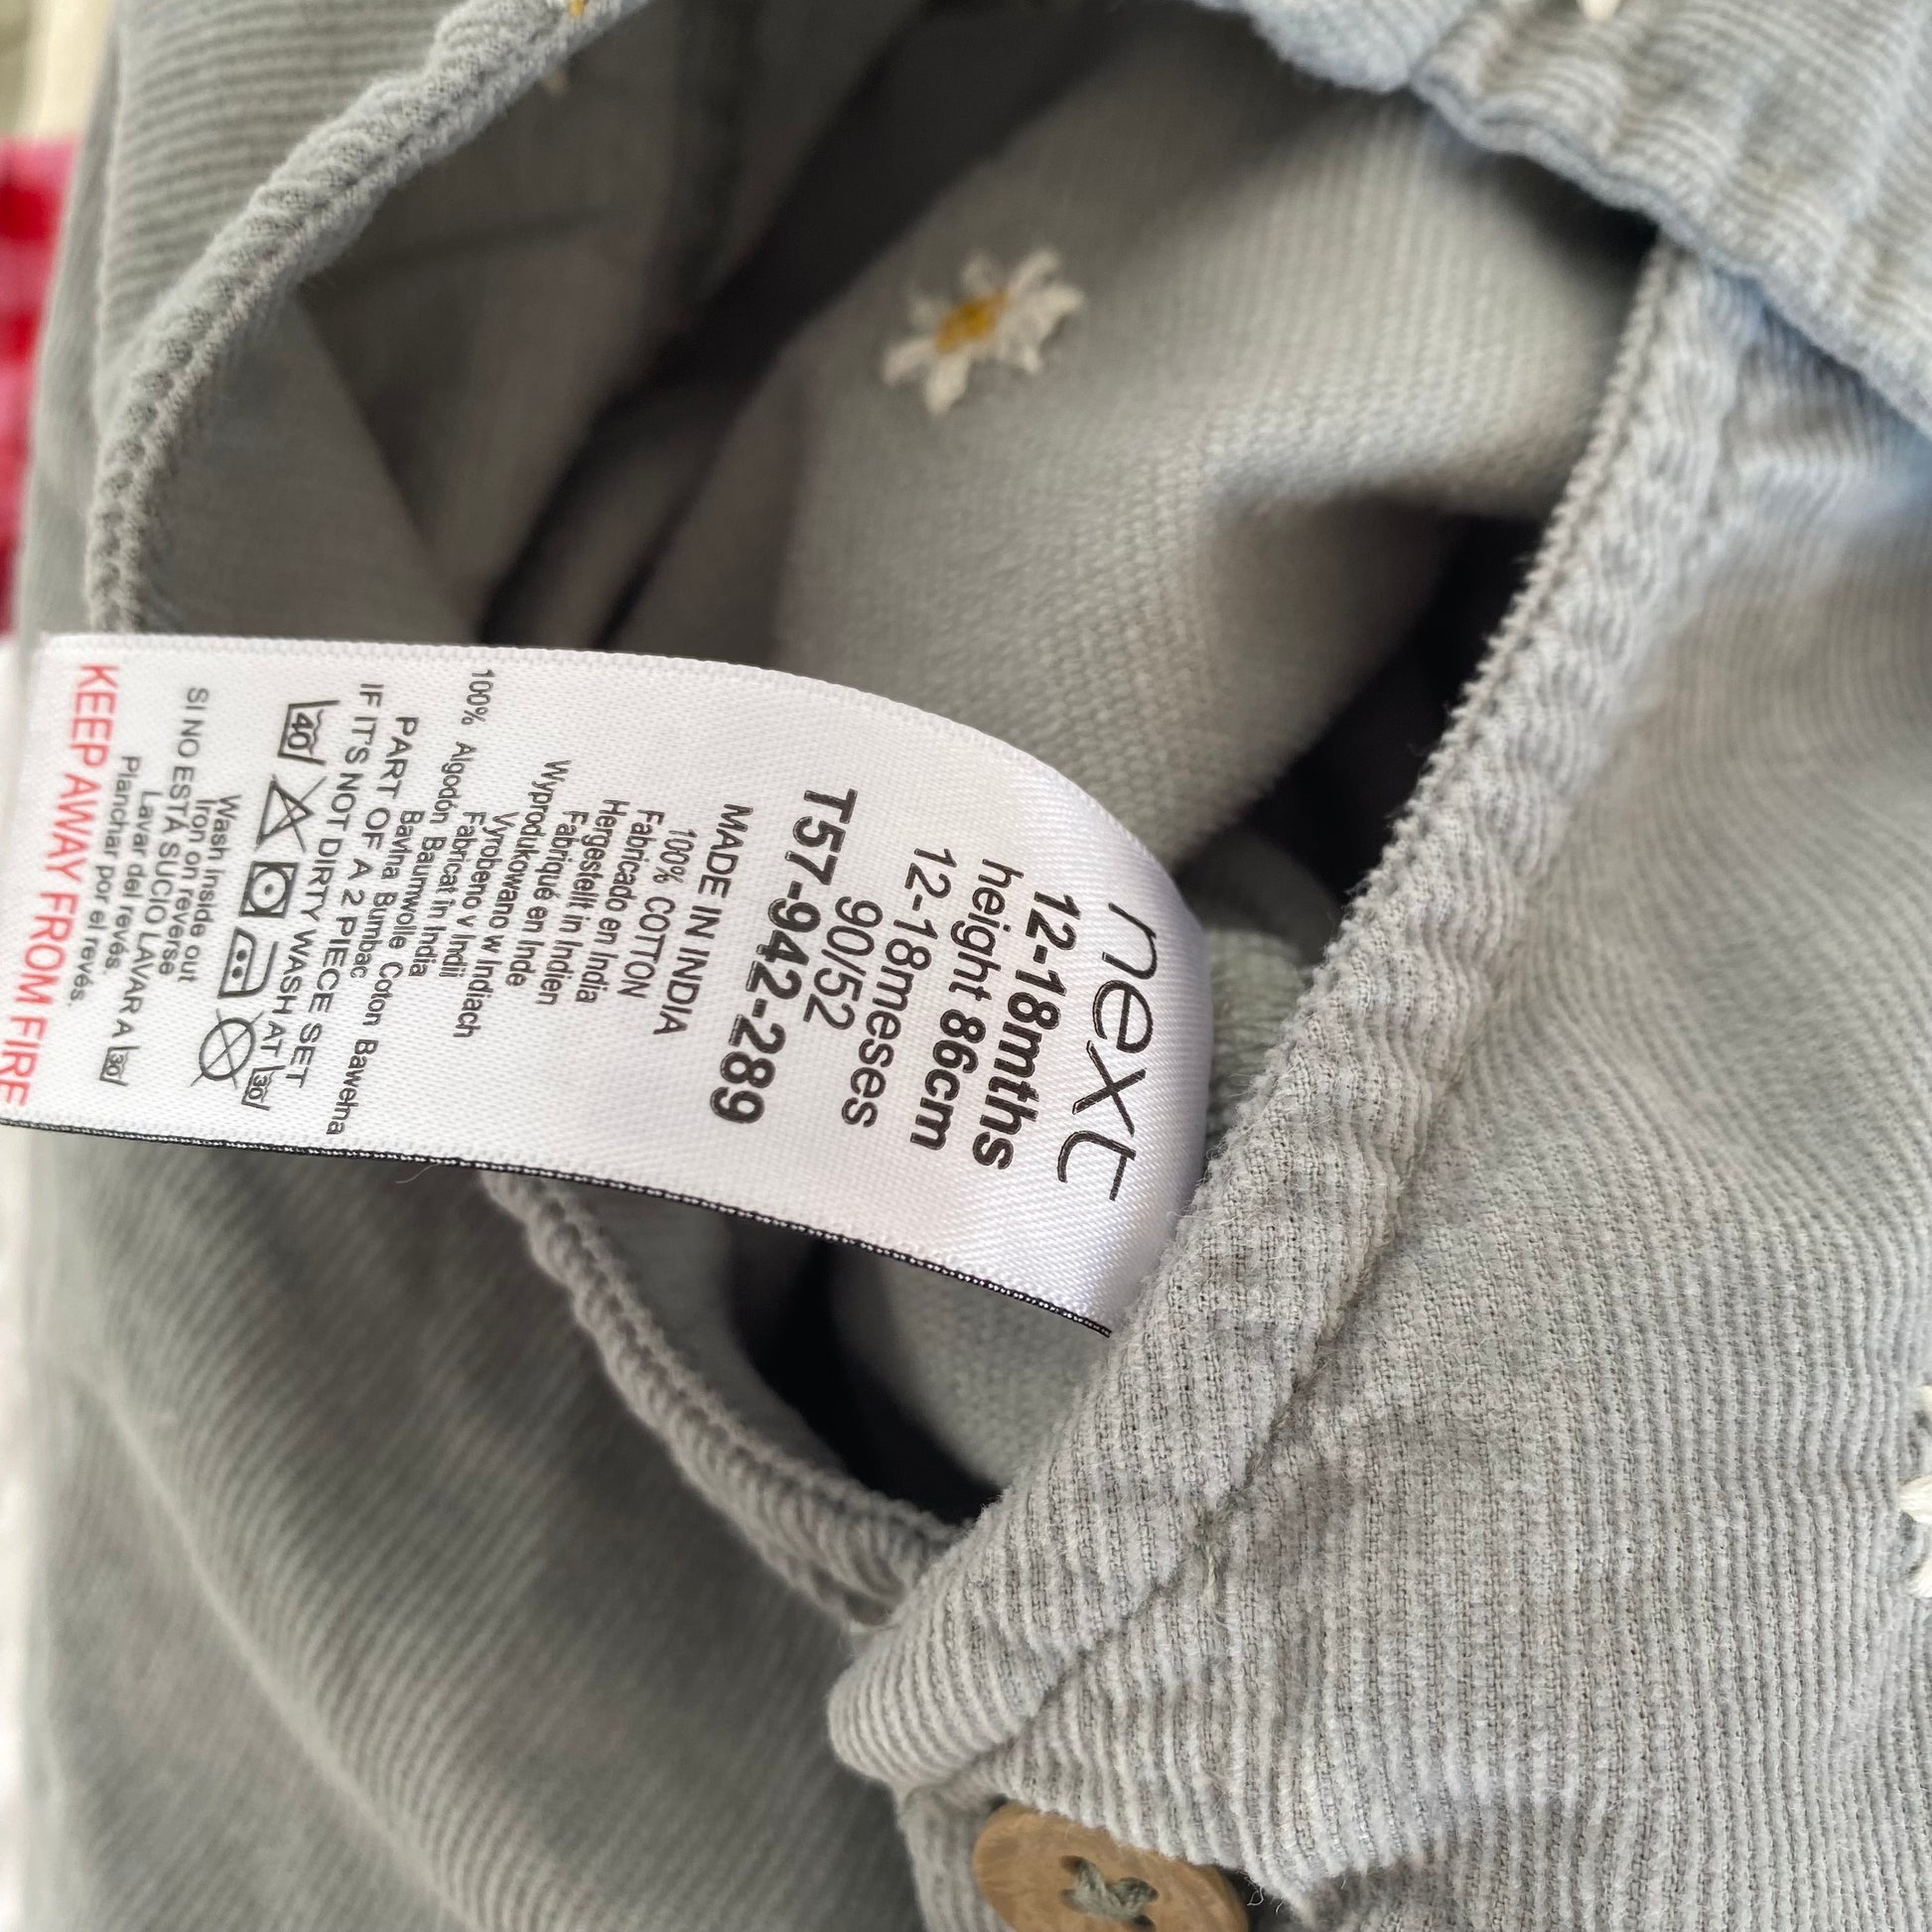 next
12-18mths
height 86cm
12-18meses
90/52
T57-942-289
MADE IN INDIA
100% COTTON
Fabricado en India
Hergestellt in Indien
Fabriqué en Inde
Wyprodukowano w Indiach
Vyrobeno v Indii
Fabricat în India
100% Algodón Baumwolle Coton Bawełna
Bavlna Bumbac
PART OF A 2 PIECE SET
IF IT'S NOT DIRTY WASH AT 30
40
Wash inside out
Iron on reverse
SI NO ESTÁ SUCIO LAVAR A 30
Lavar del revés
Planchar por el revés.
KEEP AWAY FROM FIRE